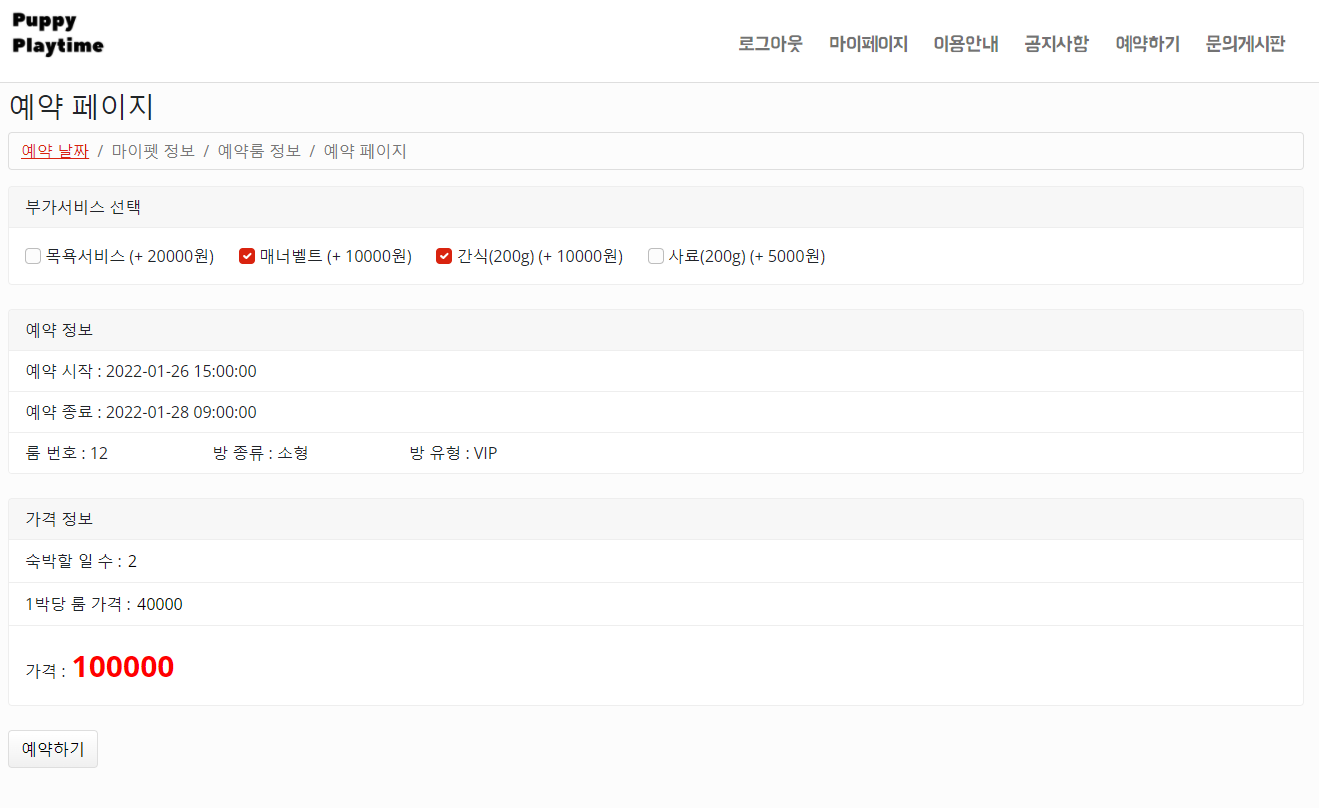 Puppy
Playtime
로그아웃 마이페이지 이용안내 공지사항 예약하기 문의게시판
예약 페이지
예약 날짜 / 마이펫 정보 / 예약룸 정보 / 예약 페이지
부가서비스 선택
목욕서비스 (+ 20000원) 매너벨트 (+ 10000원) 간식(200g) (+ 10000원) 사료(200g) (+ 5000원)
예약 정보
예약 시작 : 2022-01-26 15:00:00
예약 종료 : 2022-01-28 09:00:00
룸 번호 : 12 방 종류 : 소형 방 유형 : VIP
가격 정보
숙박할 일 수 : 2
1박당 룸 가격 : 40000
가격 : 100000
예약하기